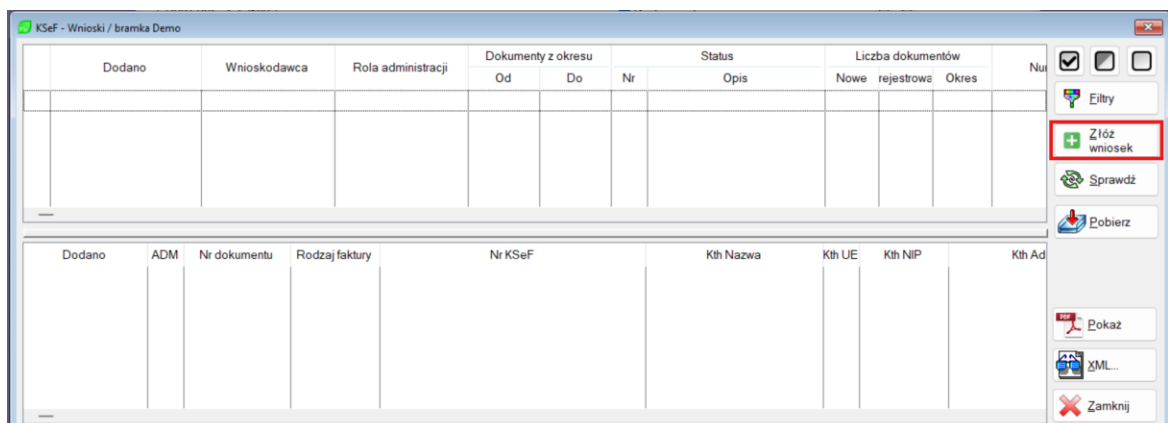 KSeF - Wnioski / bramka Demo
Dodano Wnioskodawca Rola administracji Dokumenty z okresu Status Liczba dokumentów Nu
Od Do Nr Opis Nowe rejestrowa Okres
Filtry
Złóż
wniosek
Sprawdź
Pobierz
Dodano ADM Nr dokumentu Rodzaj faktury Nr KSeF Kth Nazwa Kth UE Kth NIP Kth Ad
PDF
Pokaż
XML...
Zamknij